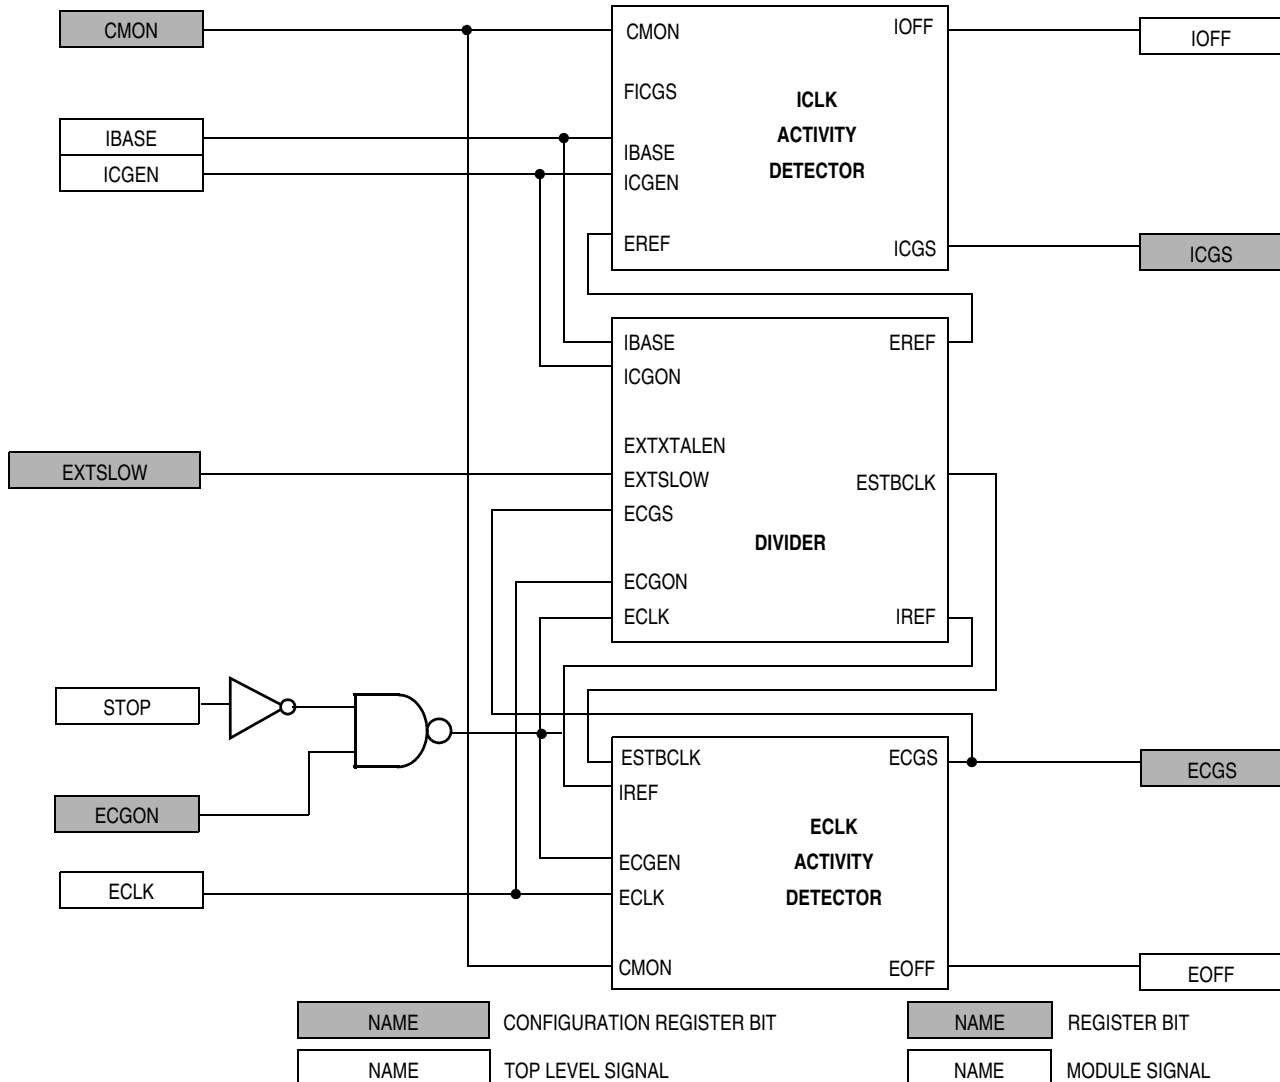 CMON
IBASE
ICGEN
EXTSLOW
STOP
ECGON
ECLK
CMON
FICGS
IBASE
ICGEN
EREF
ICLK
ACTIVITY
DETECTOR
IOFF
ICGS
IBASE
ICGON
EXTXTALEN
EXTSLOW
ECGS
ECGON
ECLK
DIVIDER
EREF
ESTBCLK
IREF
ESTBCLK
IREF
ECGEN
ECLK
CMON
ECLK
ACTIVITY
DETECTOR
ECGS
EOFF
IOFF
ICGS
ECGS
EOFF
NAME CONFIGURATION REGISTER BIT
NAME TOP LEVEL SIGNAL
NAME REGISTER BIT
NAME MODULE SIGNAL